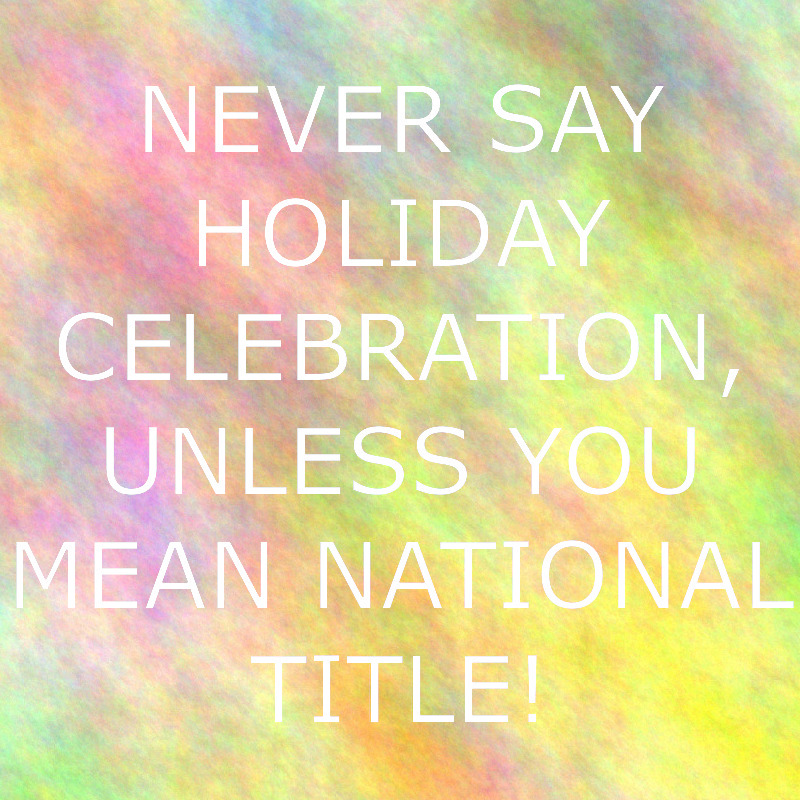 NEVER SAY
HOLIDAY
CELEBRATION,
UNLESS YOU
MEAN NATIONAL
TITLE!